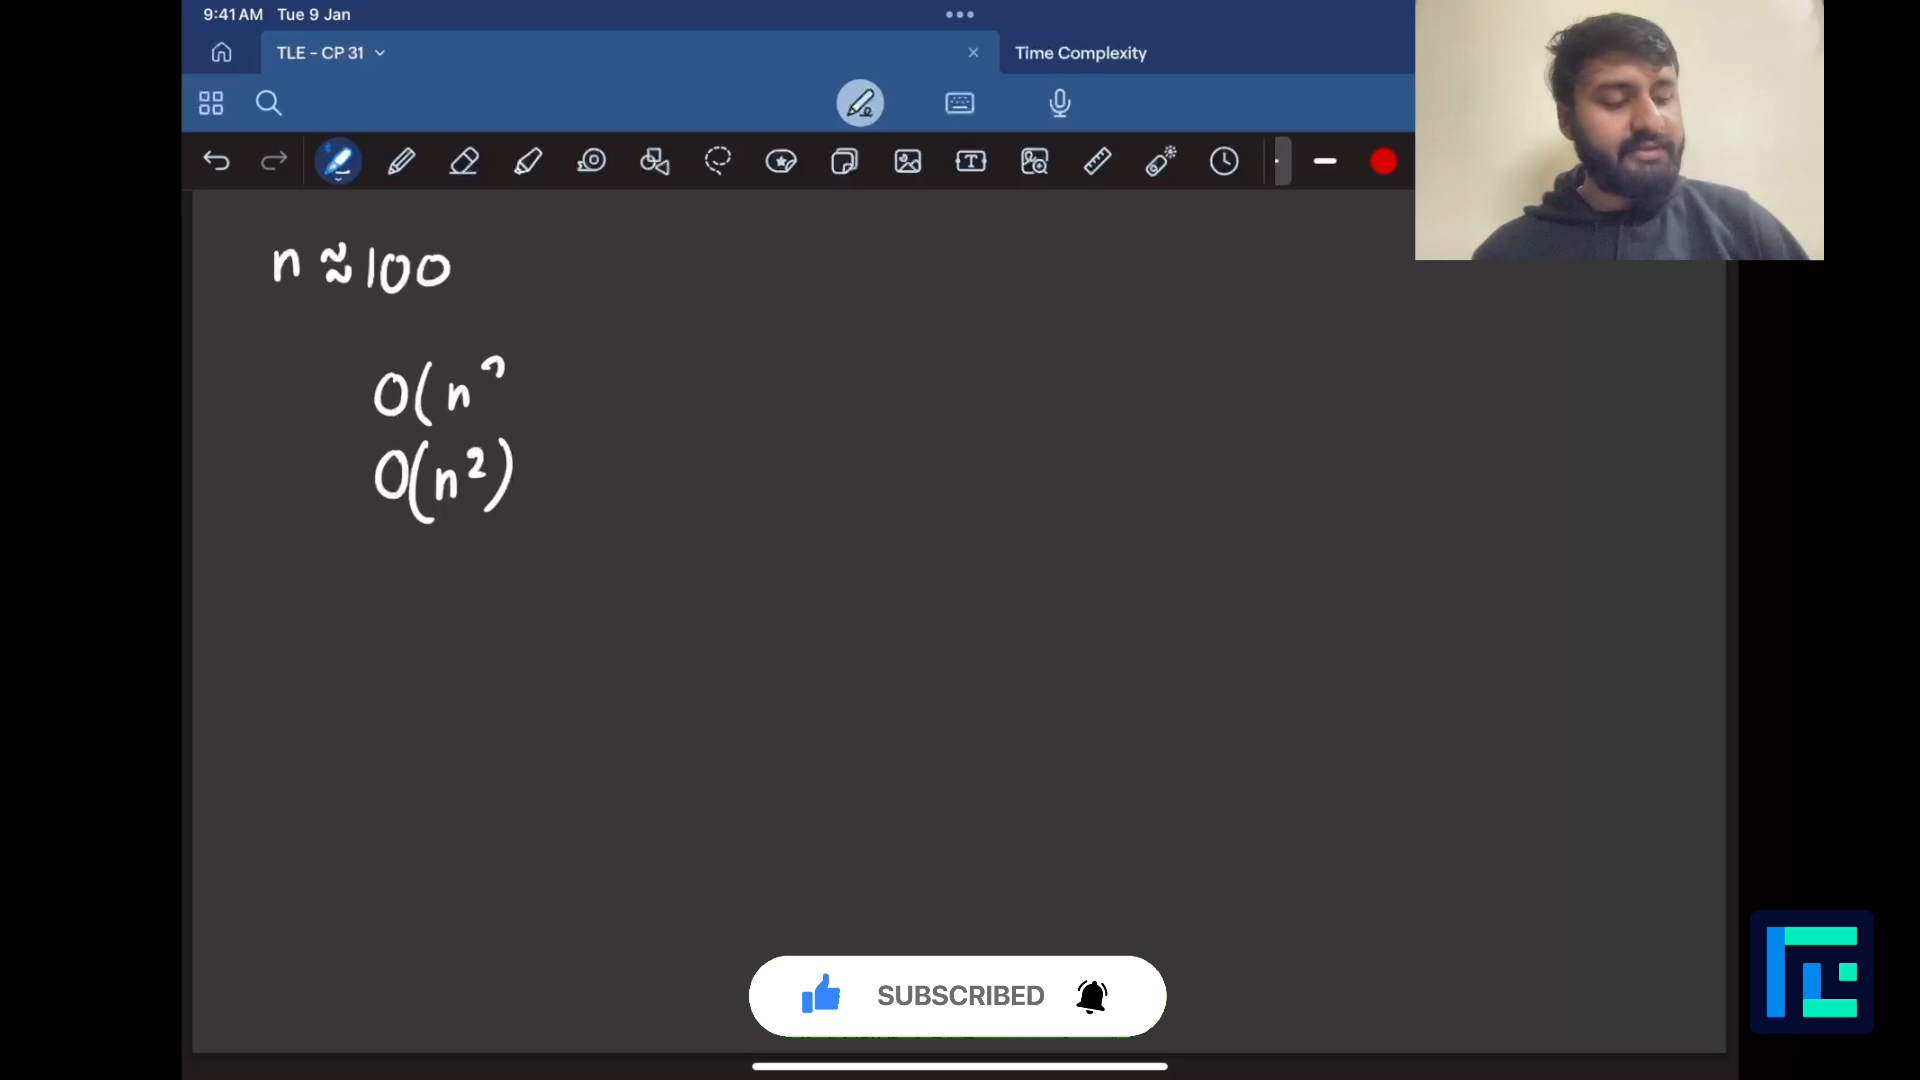 9:41 AM Tue 9 Jan
TLE - CP 31
Time Complexity
n ≈ 100
O(n
O(n²)
SUBSCRIBED